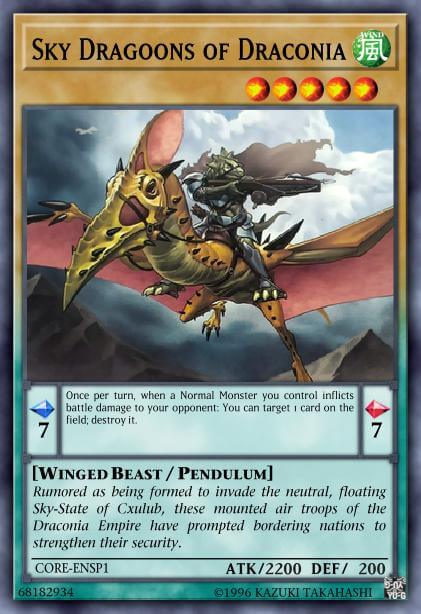 SKY DRAGOONS OF DRACONIA
WIND
風
Once per turn, when a Normal Monster you control inflicts
battle damage to your opponent: You can target 1 card on the
field; destroy it.
7
7
[WINGED BEAST / PENDULUM]
Rumored as being formed to invade the neutral, floating
Sky-State of Cxulub, these mounted air troops of the
Draconia Empire have prompted bordering nations to
strengthen their security.
CORE-ENSP1
ATK/2200 DEF/ 200
68182934
©1996 KAZUKI TAKAHASHI